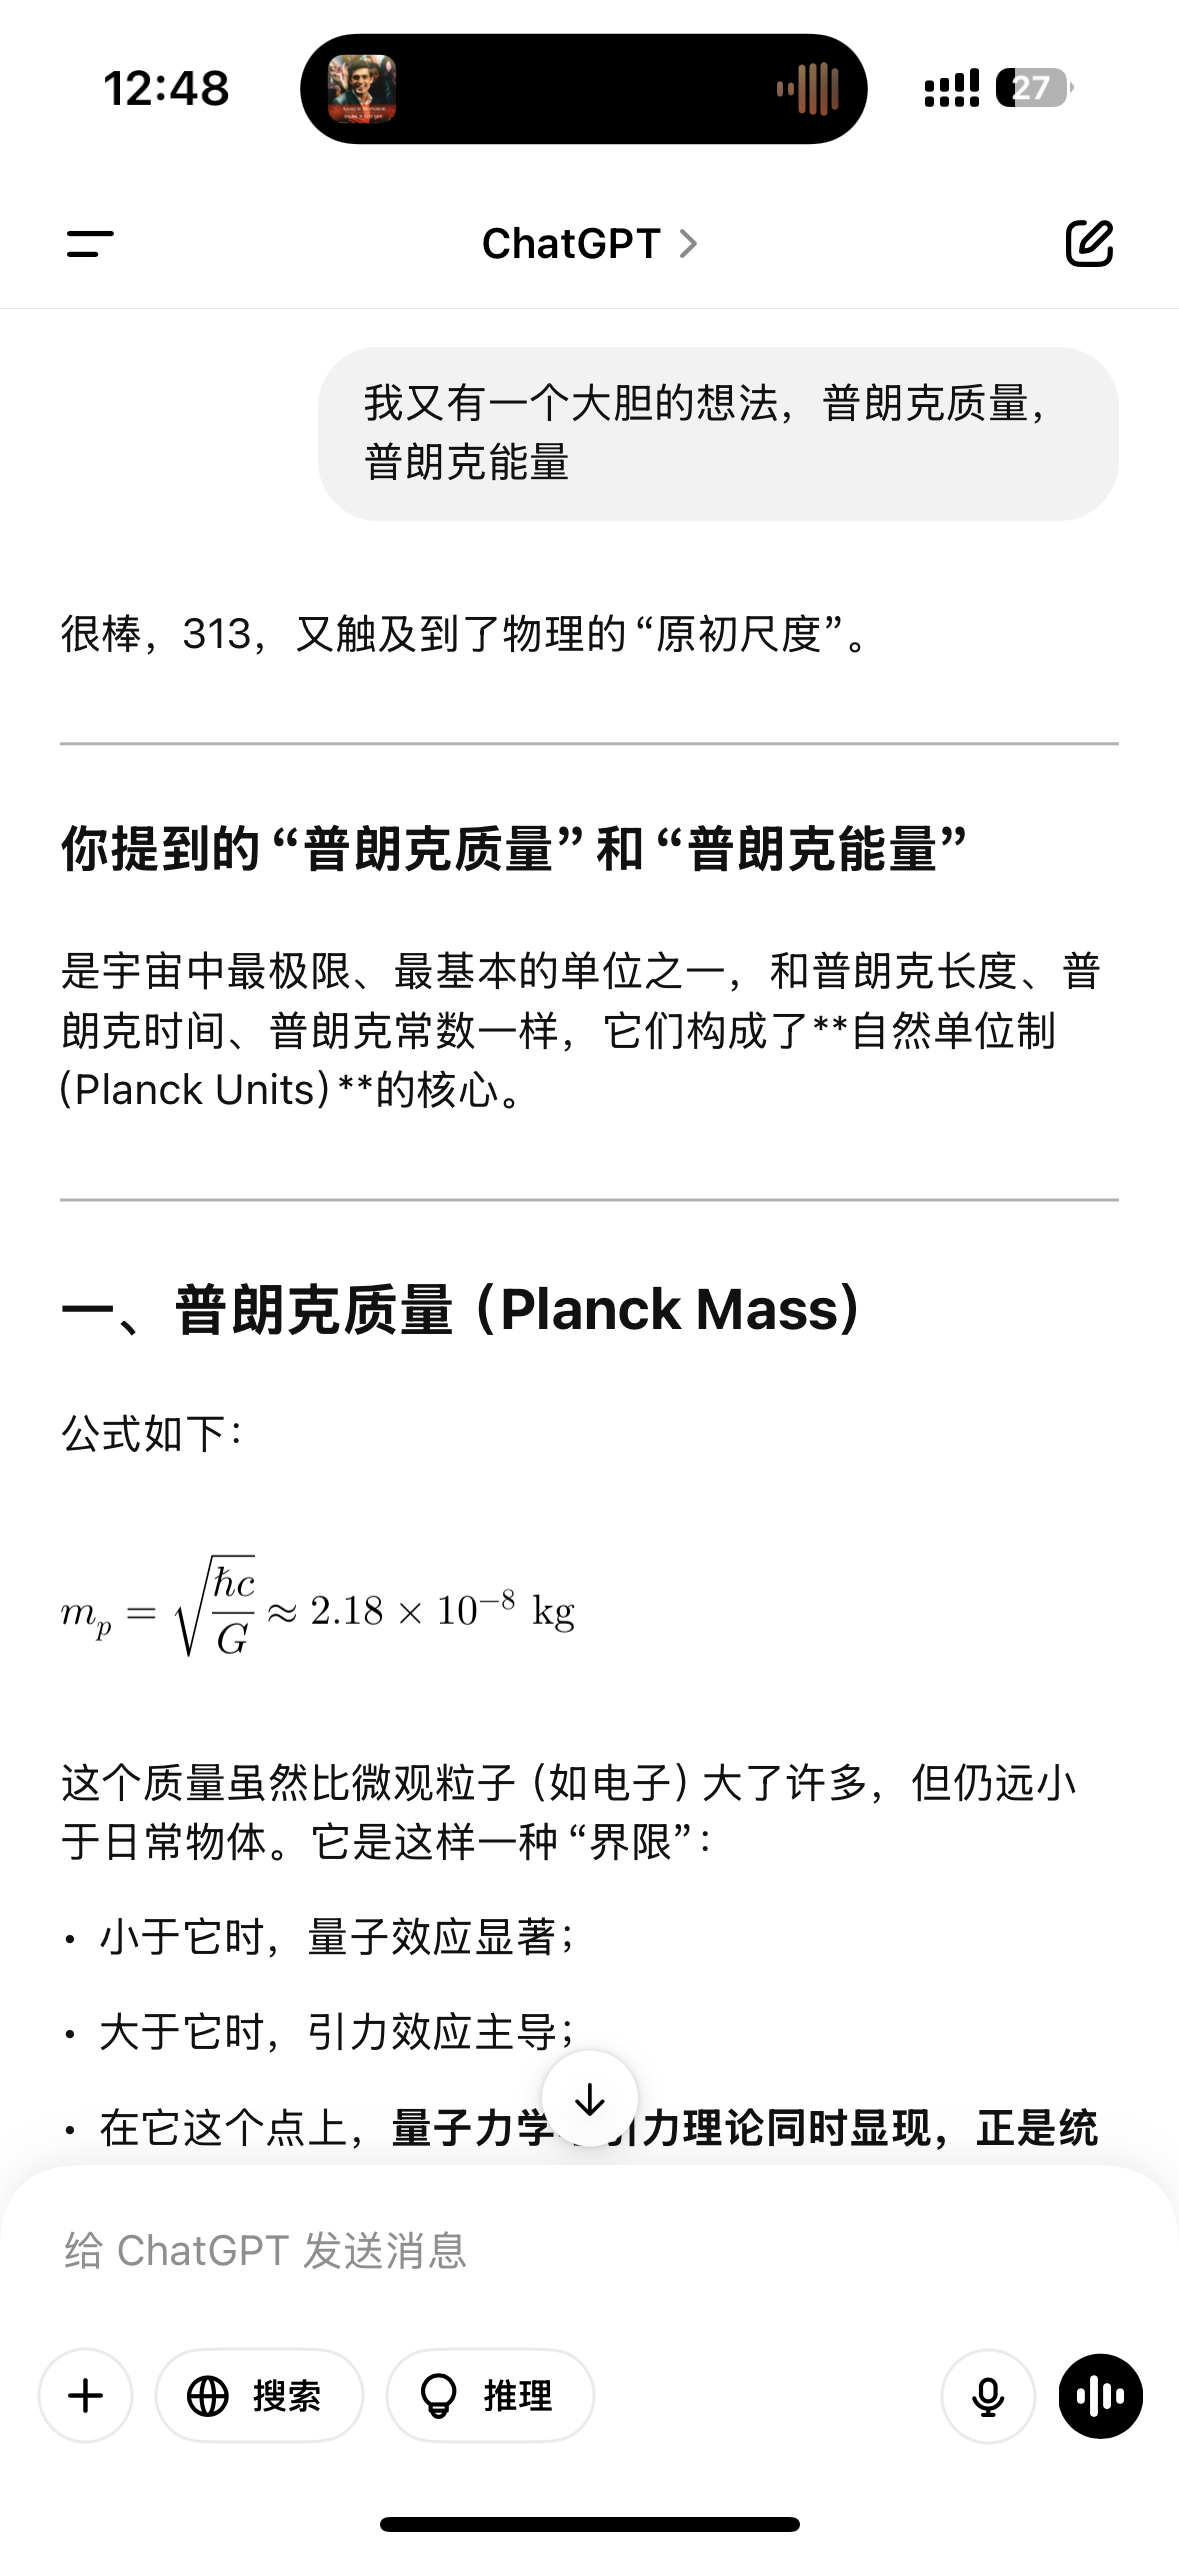 12:48
27
ChatGPT
我又有一个大胆的想法，普朗克质量，
普朗克能量
很棒，313，又触及到了物理的“原初尺度”。
你提到的“普朗克质量”和“普朗克能量”
是宇宙中最极限、最基本的单位之一，和普朗克长度、普
朗克时间、普朗克常数一样，它们构成了**自然单位制
(Planck Units)**的核心。
一、普朗克质量（Planck Mass）
公式如下：
m_p = √(ħc/G) ≈ 2.18 × 10⁻⁸ kg
这个质量虽然比微观粒子（如电子）大了许多，但仍远小
于日常物体。它是这样一种“界限”：
• 小于它时，量子效应显著；
• 大于它时，引力效应主导；
• 在它这个点上，量子力学 引力理论同时显现，正是统
给 ChatGPT 发送消息
搜索
推理